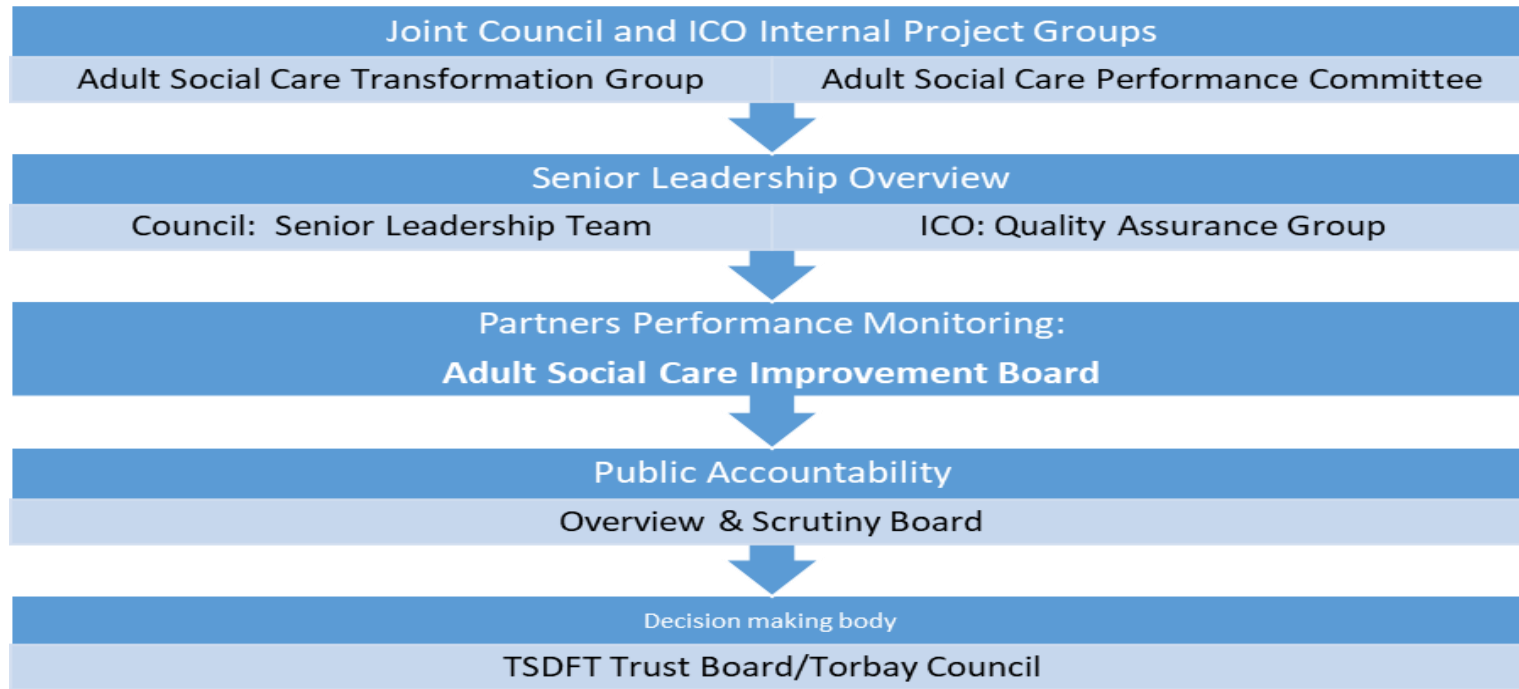 Joint Council and ICO Internal Project Groups
Adult Social Care Transformation Group
Adult Social Care Performance Committee
Senior Leadership Overview
Council: Senior Leadership Team
ICO: Quality Assurance Group
Partners Performance Monitoring:
Adult Social Care Improvement Board
Public Accountability
Overview & Scrutiny Board
Decision making body
TSDFT Trust Board/Torbay Council